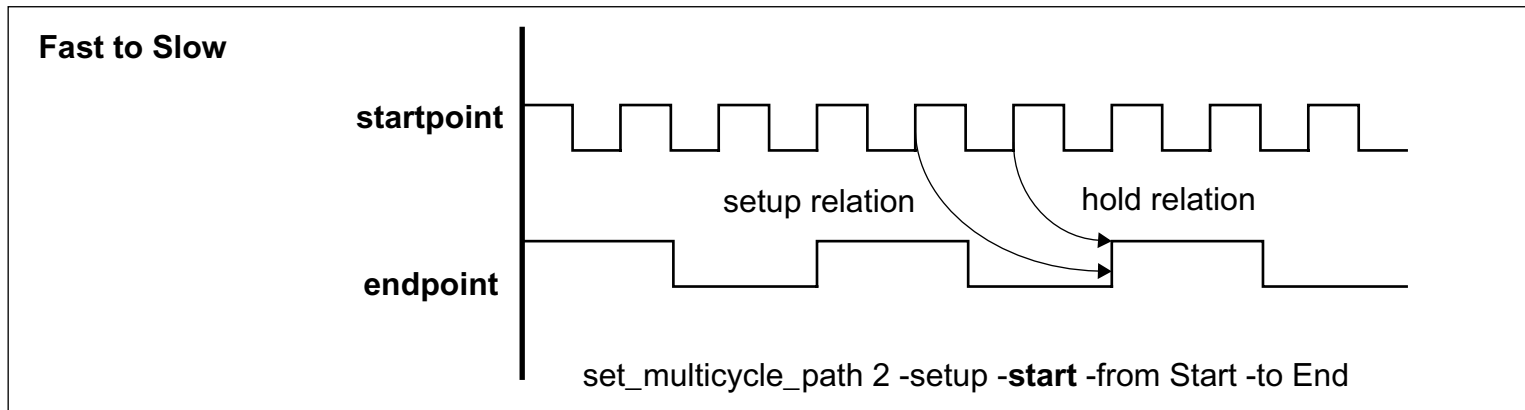 Fast to Slow
startpoint
setup relation
hold relation
endpoint
set_multicycle_path 2 -setup -start -from Start -to End